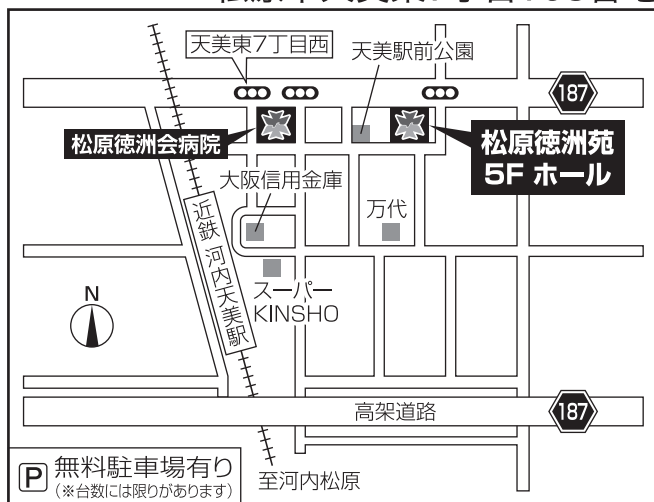 天美東7丁目西
天美駅前公園
187
松原徳洲会病院
松原徳洲苑
5F ホール
大阪信用金庫
万代
近鉄 河内天美駅
スーパー
KINSHO
N
高架道路
187
P 無料駐車場有り
(※台数には限りがあります)
至河内松原